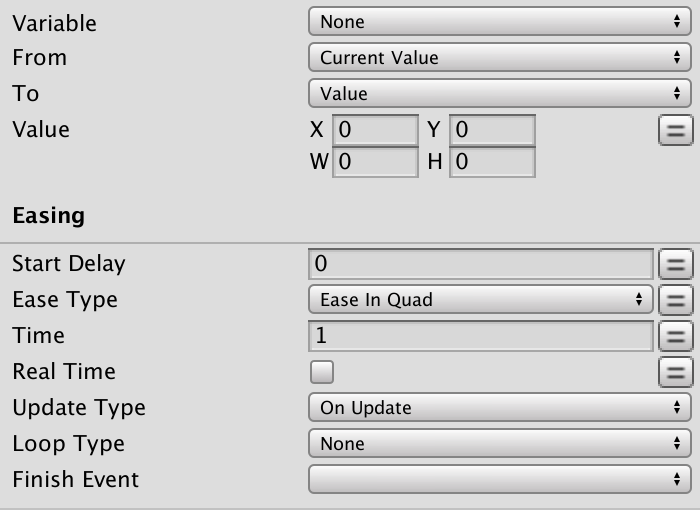 Variable None
From Current Value
To Value
Value X 0 Y 0
W 0 H 0
Easing
Start Delay 0
Ease Type Ease In Quad
Time 1
Real Time
Update Type On Update
Loop Type None
Finish Event